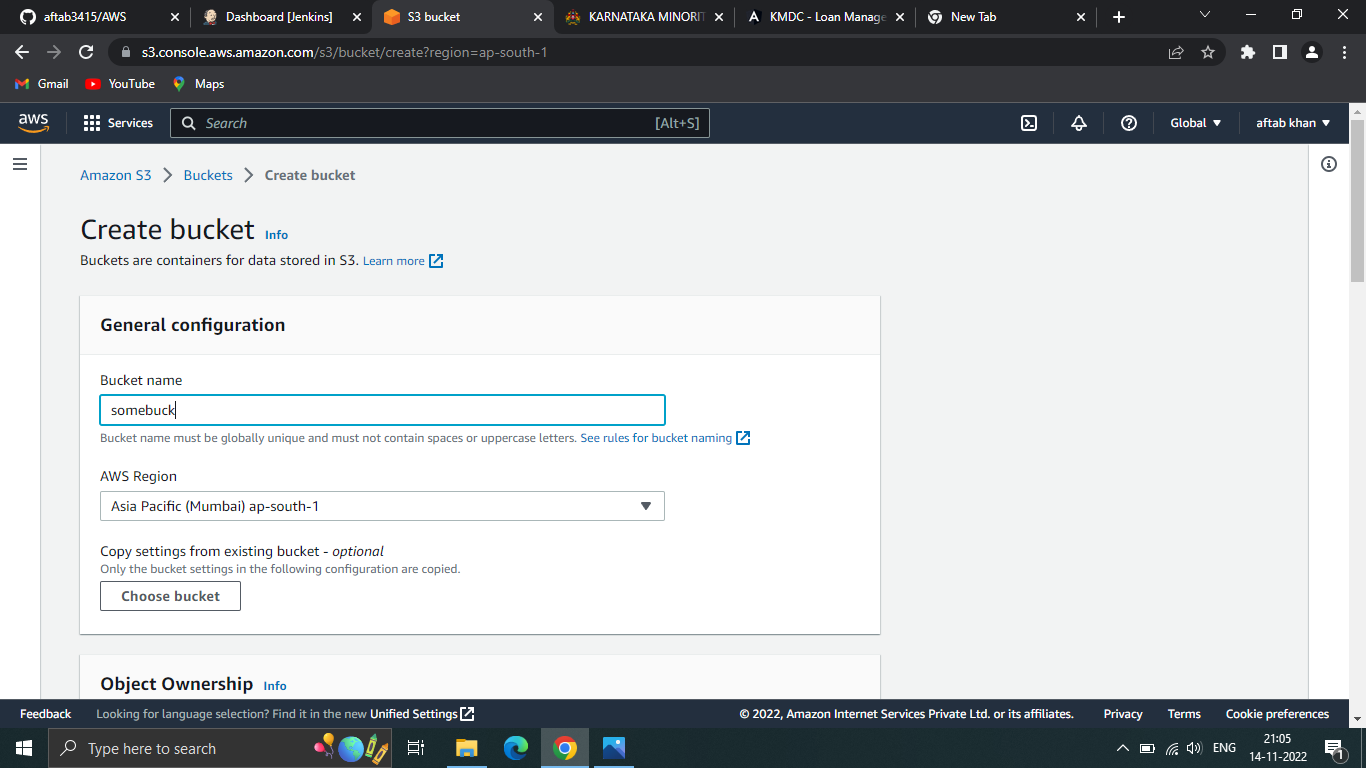 aftab3415/AWS
Dashboard [Jenkins]
S3 bucket
KARNATAKA MINORIT
KMDC - Loan Manage
New Tab
s3.console.aws.amazon.com/s3/bucket/create?region=ap-south-1
Gmail
YouTube
Maps
aws
Services
Search
[Alt+S]
Global
aftab khan
Amazon S3
Buckets
Create bucket
Create bucket Info
Buckets are containers for data stored in S3. Learn more
General configuration
Bucket name
somebuck
Bucket name must be globally unique and must not contain spaces or uppercase letters. See rules for bucket naming
AWS Region
Asia Pacific (Mumbai) ap-south-1
Copy settings from existing bucket - optional
Only the bucket settings in the following configuration are copied.
Choose bucket
Object Ownership Info
Feedback
Looking for language selection? Find it in the new Unified Settings
© 2022, Amazon Internet Services Private Ltd. or its affiliates.
Privacy
Terms
Cookie preferences
Type here to search
ENG
21:05
14-11-2022
1